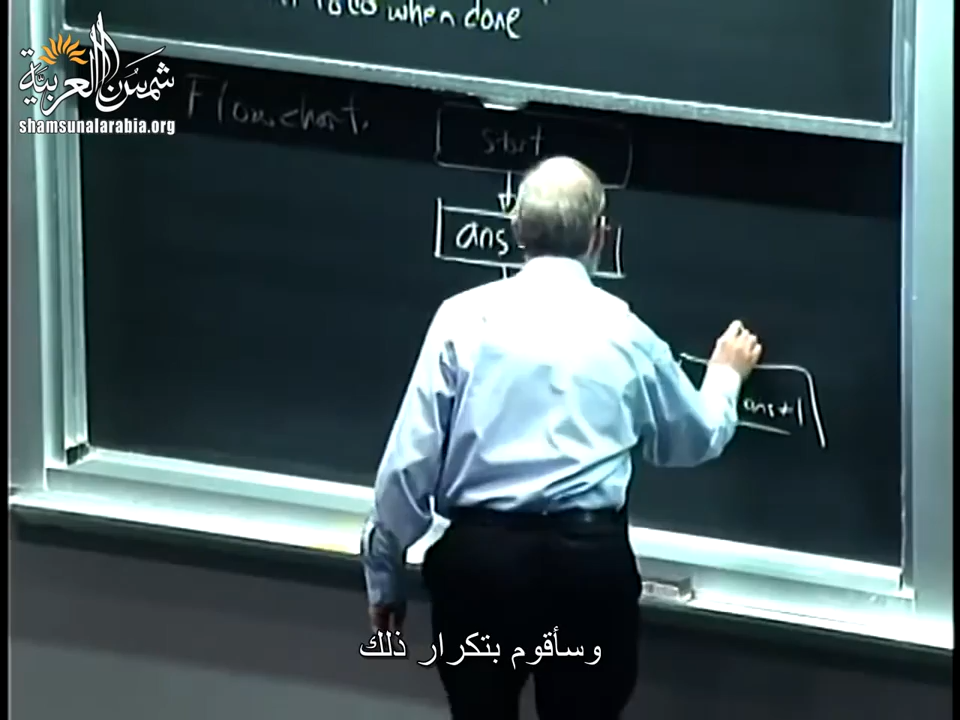 when done
شمس العربية
shamsunalarabia.org
Flowchart.
start
ans
ans+1
وسأقوم بتكرار ذلك